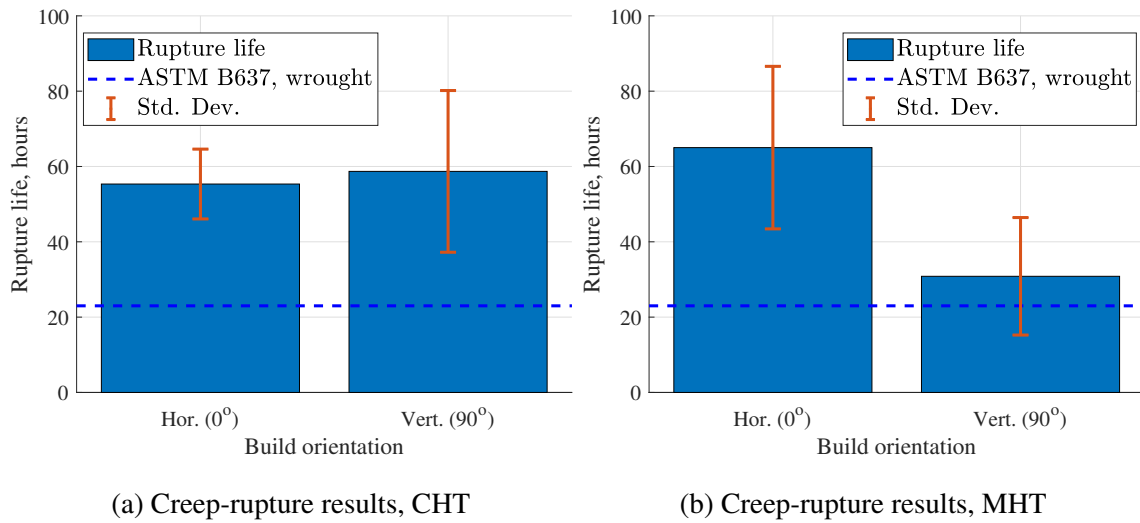 100
80
60
40
20
0
Rupture life, hours
Rupture life
ASTM B637, wrought
Std. Dev.
Hor. (0°)
Vert. (90°)
Build orientation
(a) Creep-rupture results, CHT
100
80
60
40
20
0
Rupture life, hours
Rupture life
ASTM B637, wrought
Std. Dev.
Hor. (0°)
Vert. (90°)
Build orientation
(b) Creep-rupture results, MHT